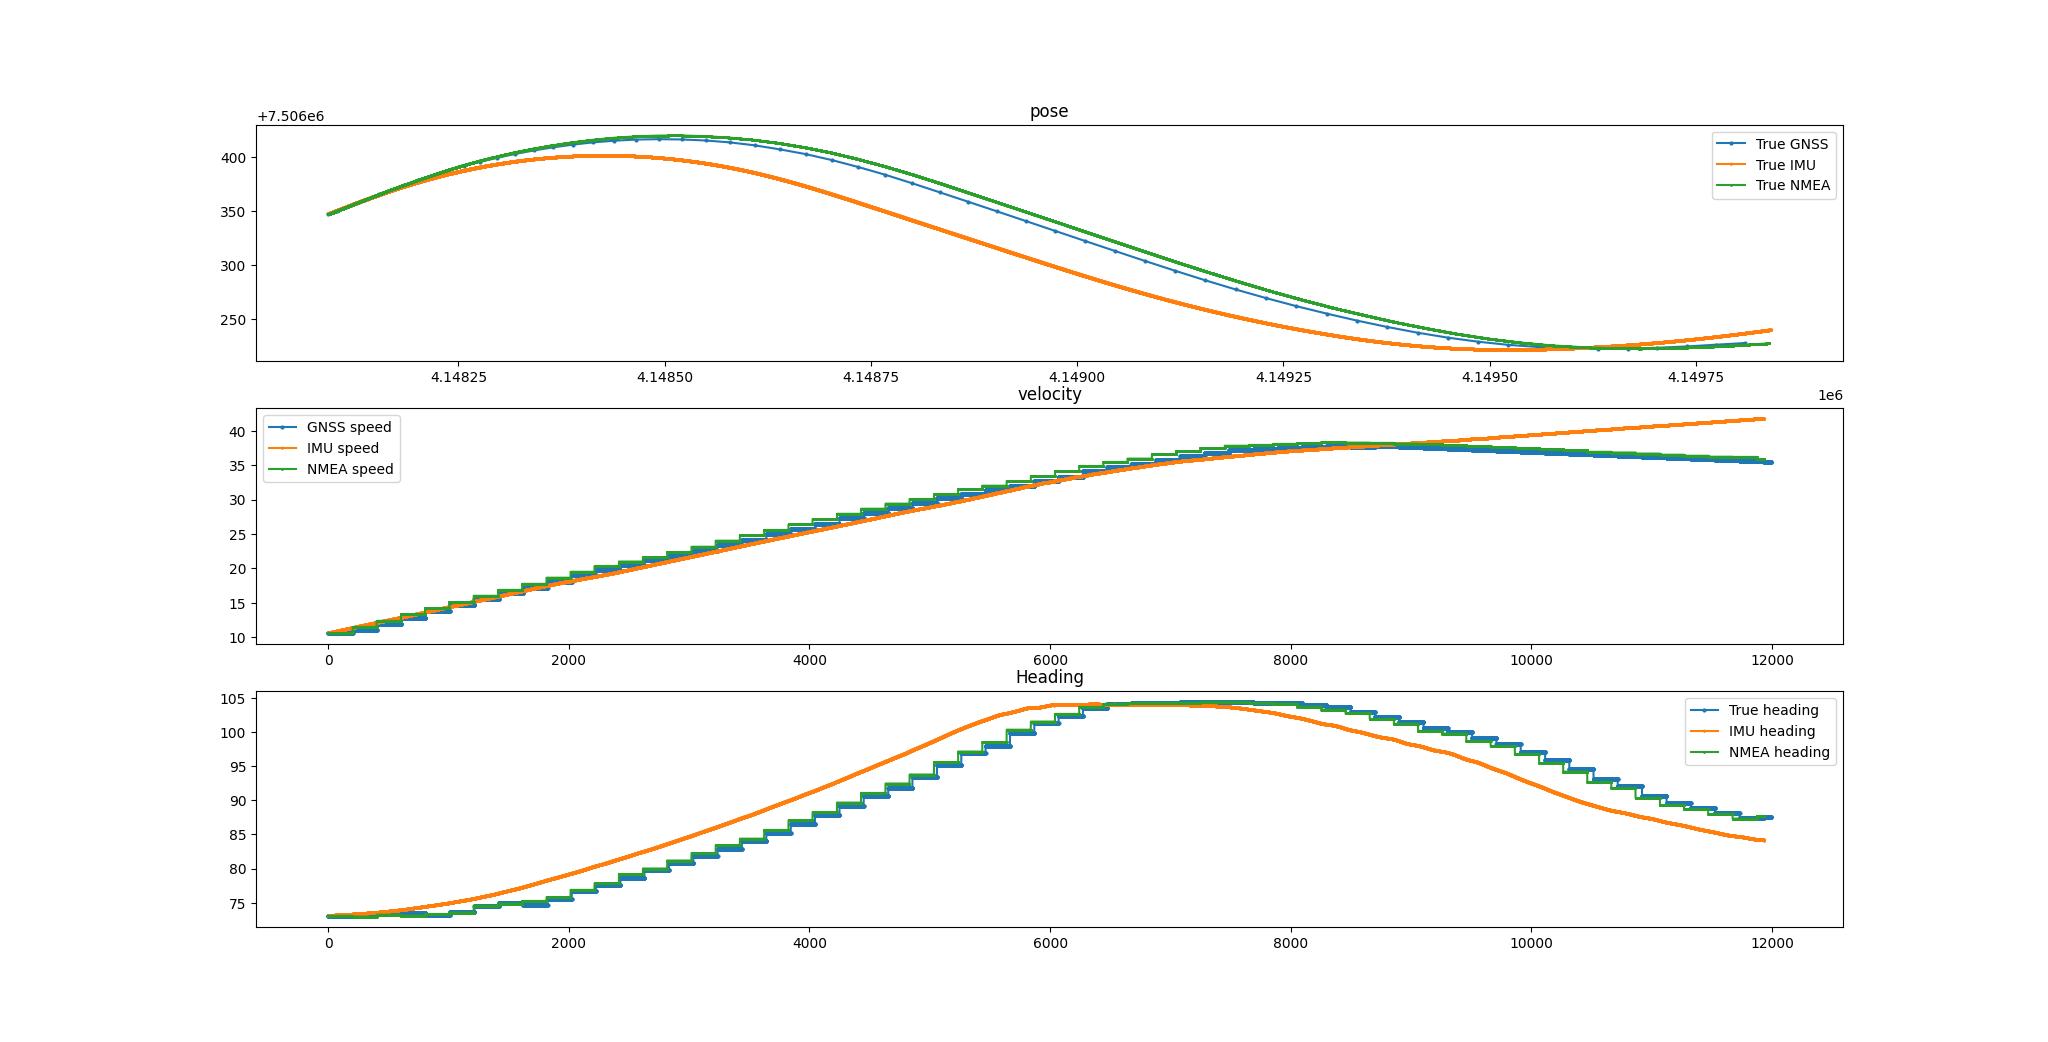 pose
+7.506e6
400
350
300
250
True GNSS
True IMU
True NMEA
4.14825 4.14850 4.14875 4.14900 4.14925 4.14950 4.14975
1e6
velocity
40
35
30
25
20
15
10
GNSS speed
IMU speed
NMEA speed
0 2000 4000 6000 8000 10000 12000
Heading
105
100
95
90
85
80
75
True heading
IMU heading
NMEA heading
0 2000 4000 6000 8000 10000 12000